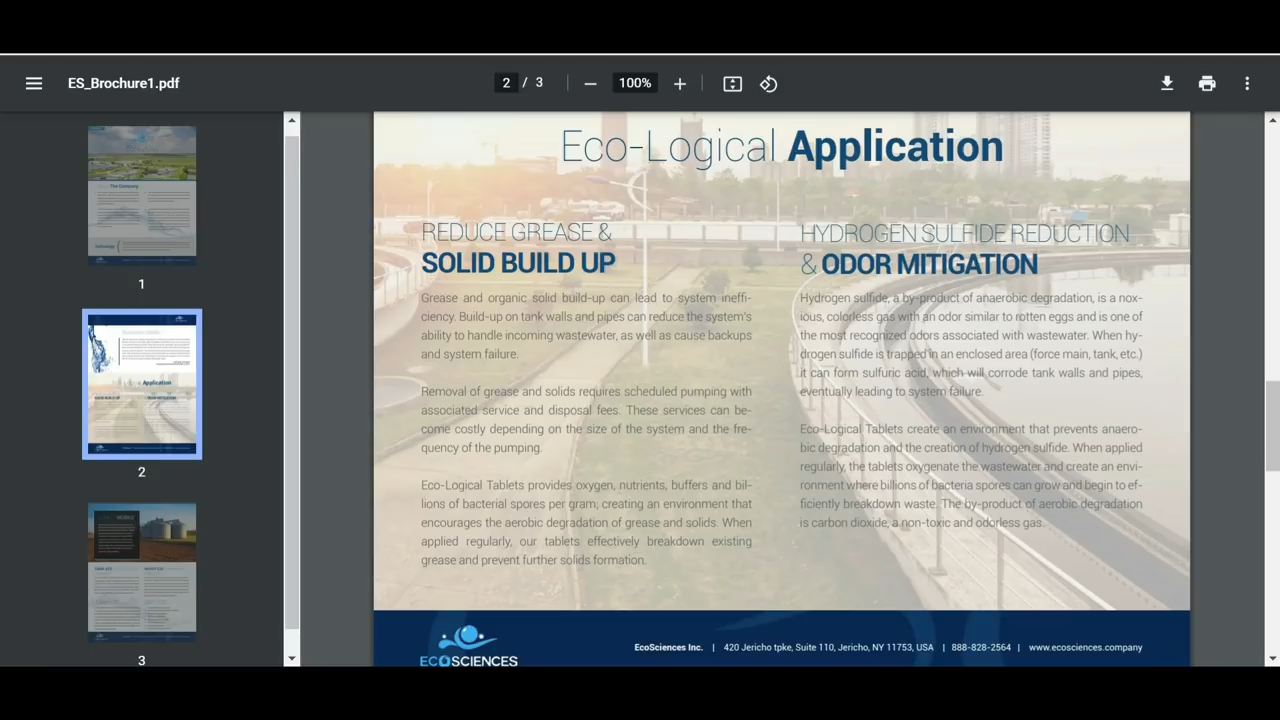 ES_Brochure1.pdf
2 / 3
100%
1
2
3
Eco-Logical Application
REDUCE GREASE &
SOLID BUILD UP
Grease and organic solid build-up can lead to system ineffi-
ciency. Build-up on tank walls and pipes can reduce the system's
ability to handle incoming wastewater, as well as cause backups
and system failure.
Removal of grease and solids requires scheduled pumping with
associated service and disposal fees. These services can be-
come costly depending on the size of the system and the fre-
quency of the pumping.
Eco-Logical Tablets provides oxygen, nutrients, buffers and bil-
lions of bacterial spores per gram; creating an environment that
encourages the aerobic degradation of grease and solids. When
applied regularly, our tablets effectively breakdown existing
grease and prevent further solids formation.
HYDROGEN SULFIDE REDUCTION
& ODOR MITIGATION
Hydrogen sulfide, a by-product of anaerobic degradation, is a nox-
ious, colorless gas with an odor similar to rotten eggs and is one of
the most recognized odors associated with wastewater. When hy-
drogen sulfide is trapped in an enclosed area (force main, tank, etc.)
it can form sulfuric acid, which will corrode tank walls and pipes,
eventually leading to system failure.
Eco-Logical Tablets create an environment that prevents anaero-
bic degradation and the creation of hydrogen sulfide. When applied
regularly, the tablets oxygenate the wastewater and create an envi-
ronment where billions of bacteria spores can grow and begin to ef-
ficiently breakdown waste. The by-product of aerobic degradation
is carbon dioxide, a non-toxic and odorless gas.
ECOSCIENCES
EcoSciences Inc. | 420 Jericho tpke, Suite 110, Jericho, NY 11753, USA | 888-828-2564 | www.ecosciences.company